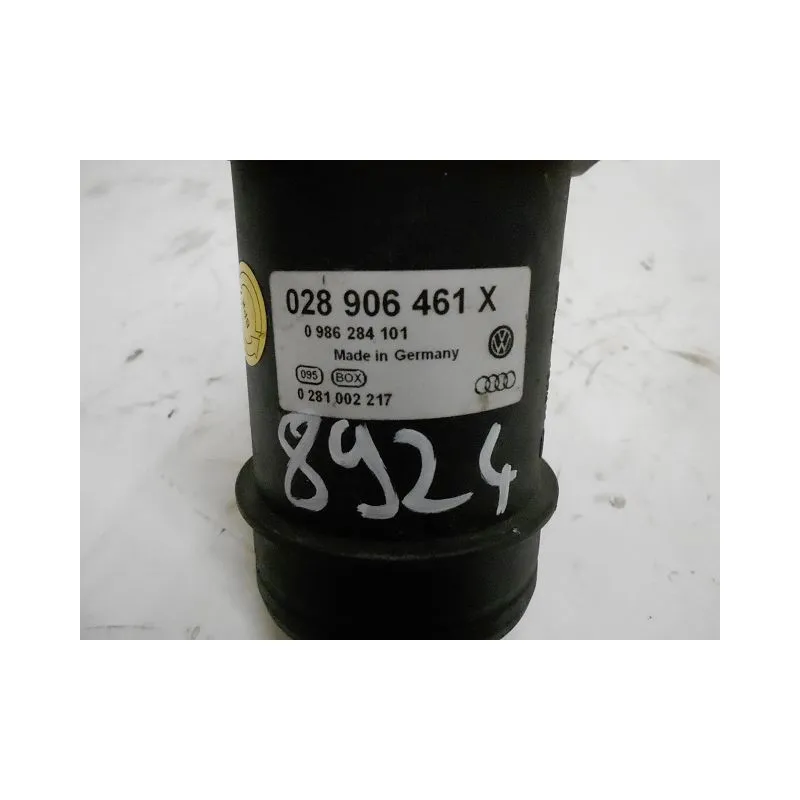 028 906 461 X
0 986 284 101
Made in Germany
095 BOX
0 281 002 217
8924